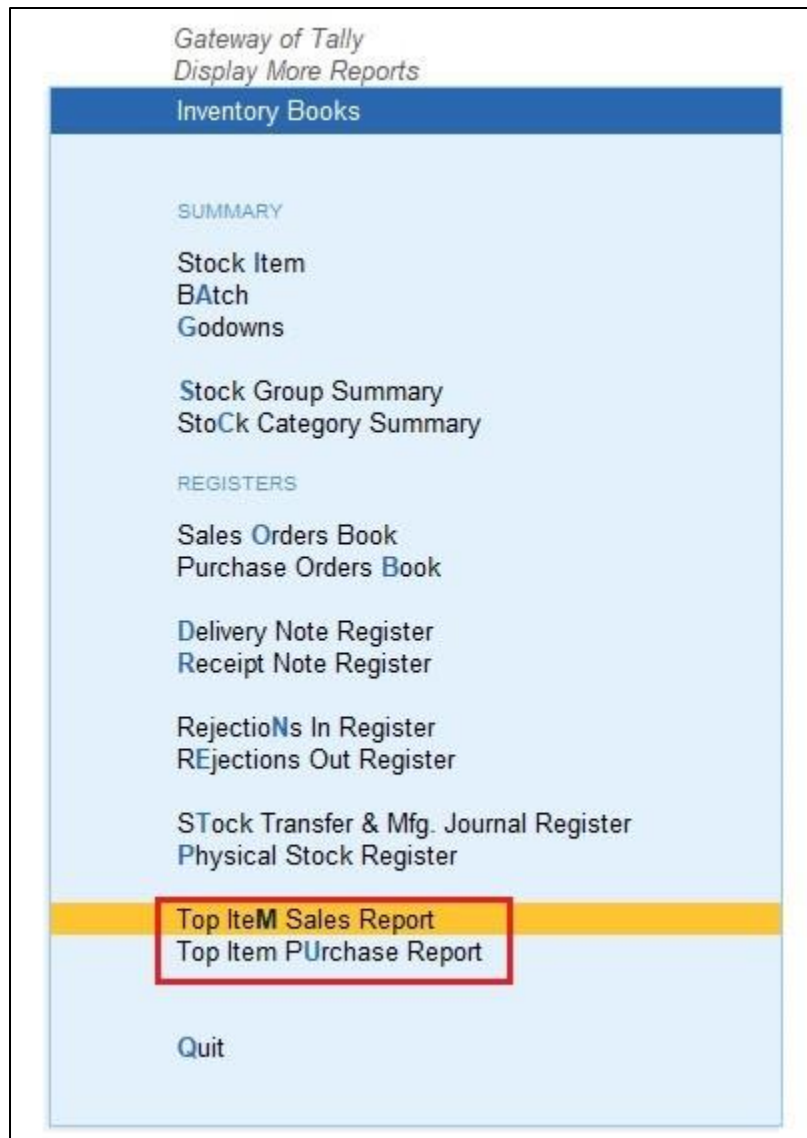 Gateway of Tally
Display More Reports
Inventory Books
SUMMARY
Stock Item
BAtch
Godowns
Stock Group Summary
StoCk Category Summary
REGISTERS
Sales Orders Book
Purchase Orders Book
Delivery Note Register
Receipt Note Register
RejectioNs In Register
REjections Out Register
STock Transfer & Mfg. Journal Register
Physical Stock Register
Top IteM Sales Report
Top Item PUrchase Report
Quit